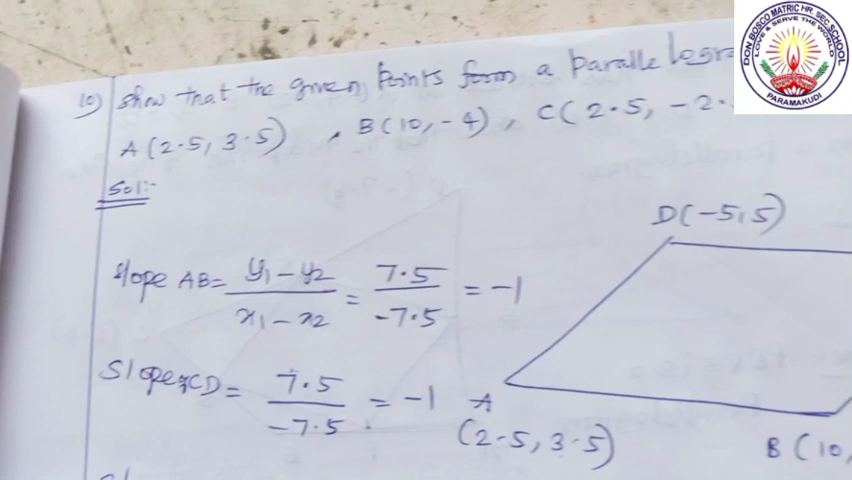 10) Show that the given Points form a Paralle
A(2.5, 3.5) , B(10, -4), C(2.5, -2.
Sol:-
D(-5,5)
Slope AB = y1 - y2 / x1 - x2 = 7.5 / -7.5 = -1
Slope CD = 7.5 / -7.5 = -1
A
(2.5, 3.5)
B (10,
DON BOSCO MATRIC HR. SEC. SCHOOL
LOVE & SERVE THE WORLD
PARAMAKUDI